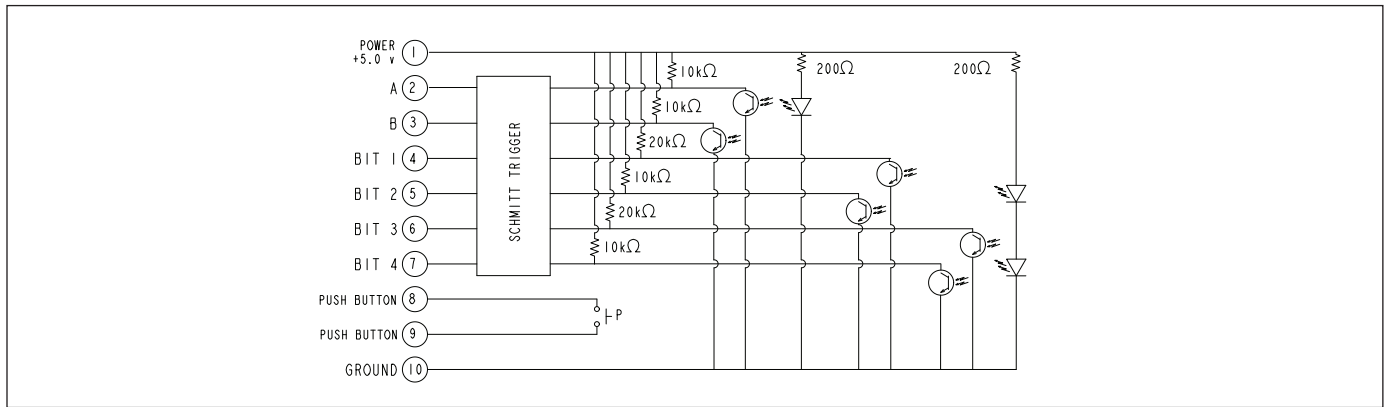 POWER
+5.0 v
1
10kΩ
200Ω
200Ω
A
2
10kΩ
B
3
SCHMITT TRIGGER
20kΩ
BIT 1
4
10kΩ
BIT 2
5
20kΩ
BIT 3
6
10kΩ
BIT 4
7
PUSH BUTTON
8
P
PUSH BUTTON
9
GROUND
10